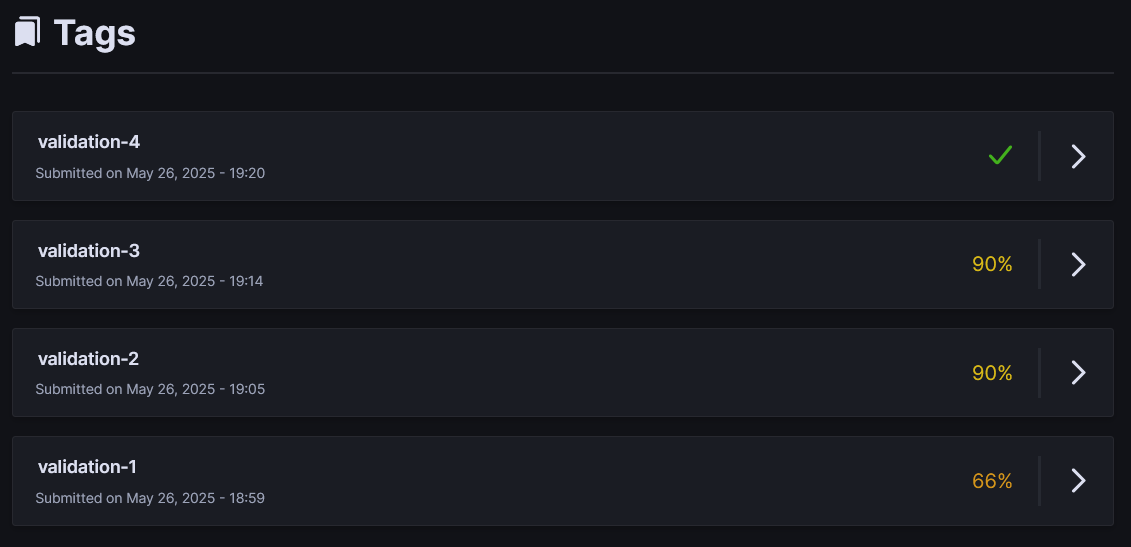 Tags
validation-4
Submitted on May 26, 2025 - 19:20
validation-3
Submitted on May 26, 2025 - 19:14
90%
validation-2
Submitted on May 26, 2025 - 19:05
90%
validation-1
Submitted on May 26, 2025 - 18:59
66%